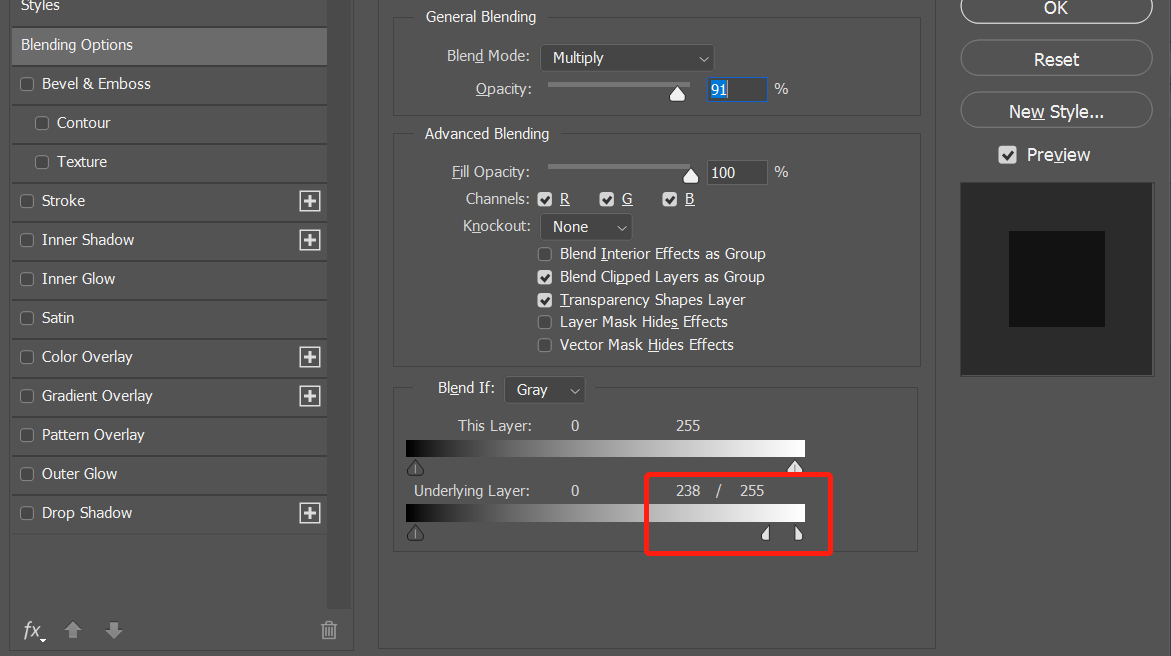 Styles
Blending Options
Bevel & Emboss
Contour
Texture
Stroke
Inner Shadow
Inner Glow
Satin
Color Overlay
Gradient Overlay
Pattern Overlay
Outer Glow
Drop Shadow
fx
General Blending
Blend Mode: Multiply
Opacity: 91 %
Advanced Blending
Fill Opacity: 100 %
Channels: R G B
Knockout: None
Blend Interior Effects as Group
Blend Clipped Layers as Group
Transparency Shapes Layer
Layer Mask Hides Effects
Vector Mask Hides Effects
Blend If: Gray
This Layer: 0 255
Underlying Layer: 0 238 / 255
OK
Reset
New Style...
Preview